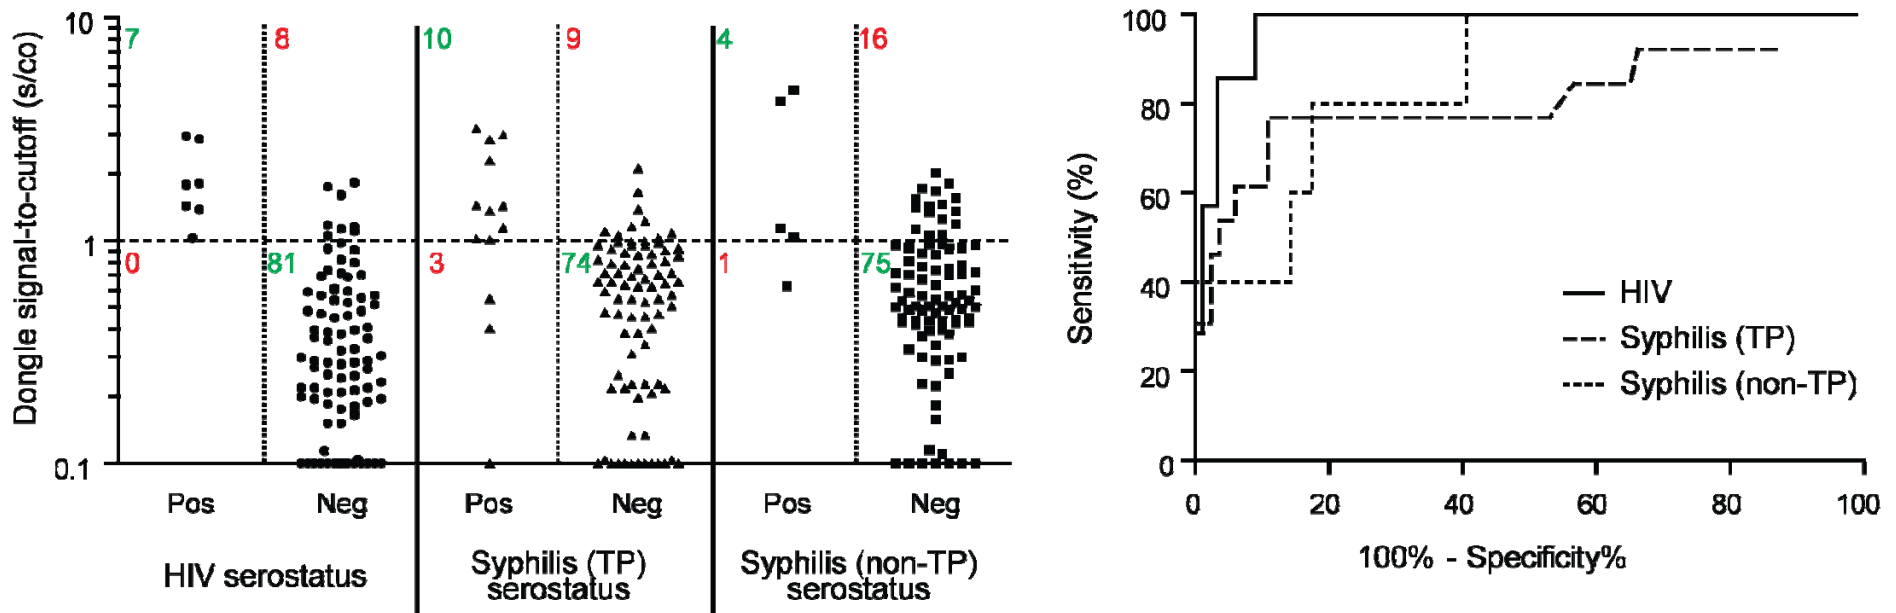 Dongle signal-to-cutoff (s/co)
10
1
0.1
7
8
10
9
4
16
0
81
3
74
1
75
Pos
Neg
Pos
Neg
Pos
Neg
HIV serostatus
Syphilis (TP)
serostatus
Syphilis (non-TP)
serostatus
Sensitivity (%)
100
80
60
40
20
0
HIV
Syphilis (TP)
Syphilis (non-TP)
0
20
40
60
80
100
100% - Specificity%